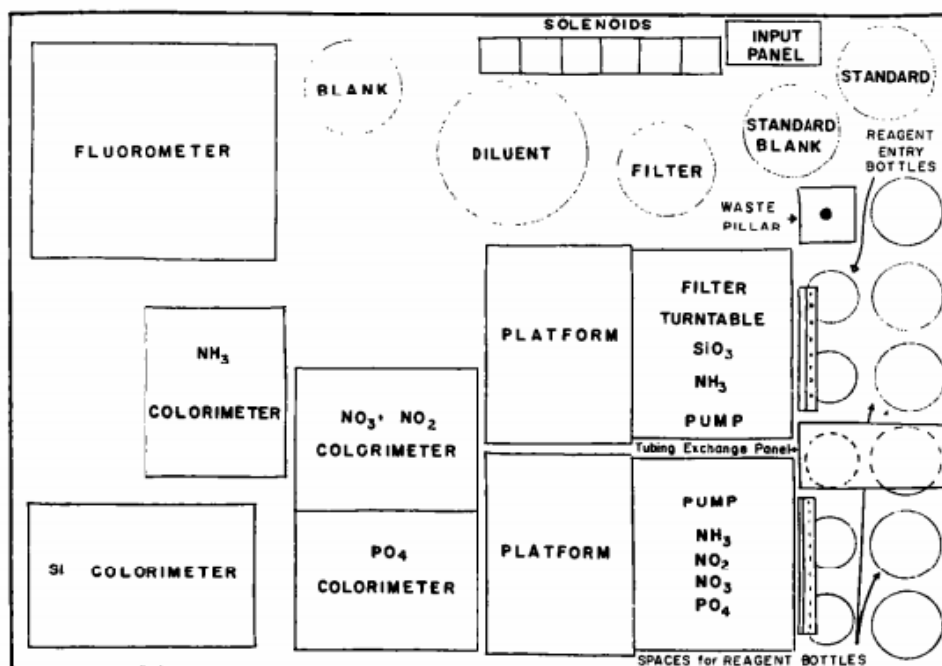 SOLENOIDS
INPUT
PANEL
BLANK
STANDARD
FLUOROMETER
DILUENT
FILTER
STANDARD
BLANK
REAGENT
ENTRY
BOTTLES
WASTE
PILLAR
NH3
COLORIMETER
NO3+ NO2
COLORIMETER
PLATFORM
FILTER
TURNTABLE
SiO3
NH3
PUMP
Tubing Exchange Panel
SI COLORIMETER
PO4
COLORIMETER
PLATFORM
PUMP
NH3
NO2
NO3
PO4
SPACES for REAGENT BOTTLES